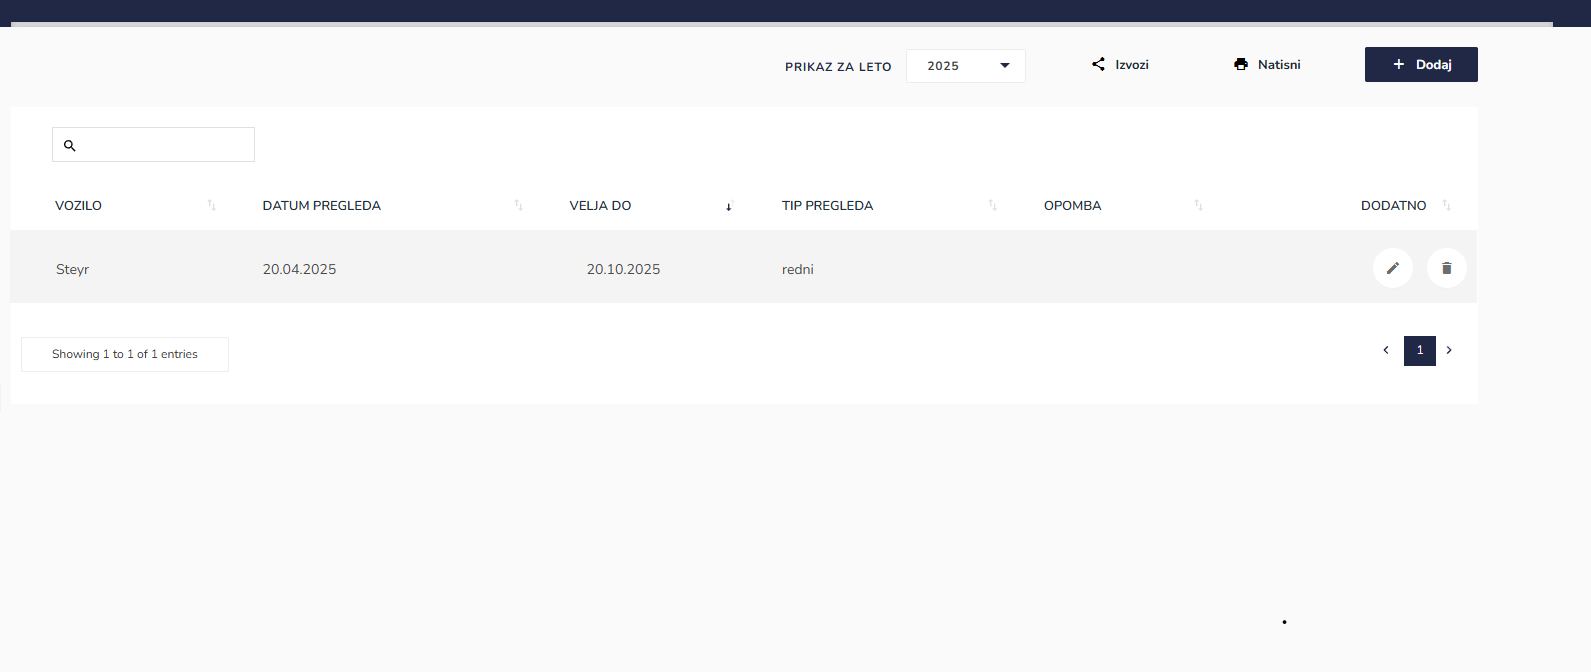 PRIKAZ ZA LETO 2025 Izvozi Natisni + Dodaj
VOZILO DATUM PREGLEDA VELJA DO TIP PREGLEDA OPOMBA DODATNO
Steyr 20.04.2025 20.10.2025 redni
Showing 1 to 1 of 1 entries
1